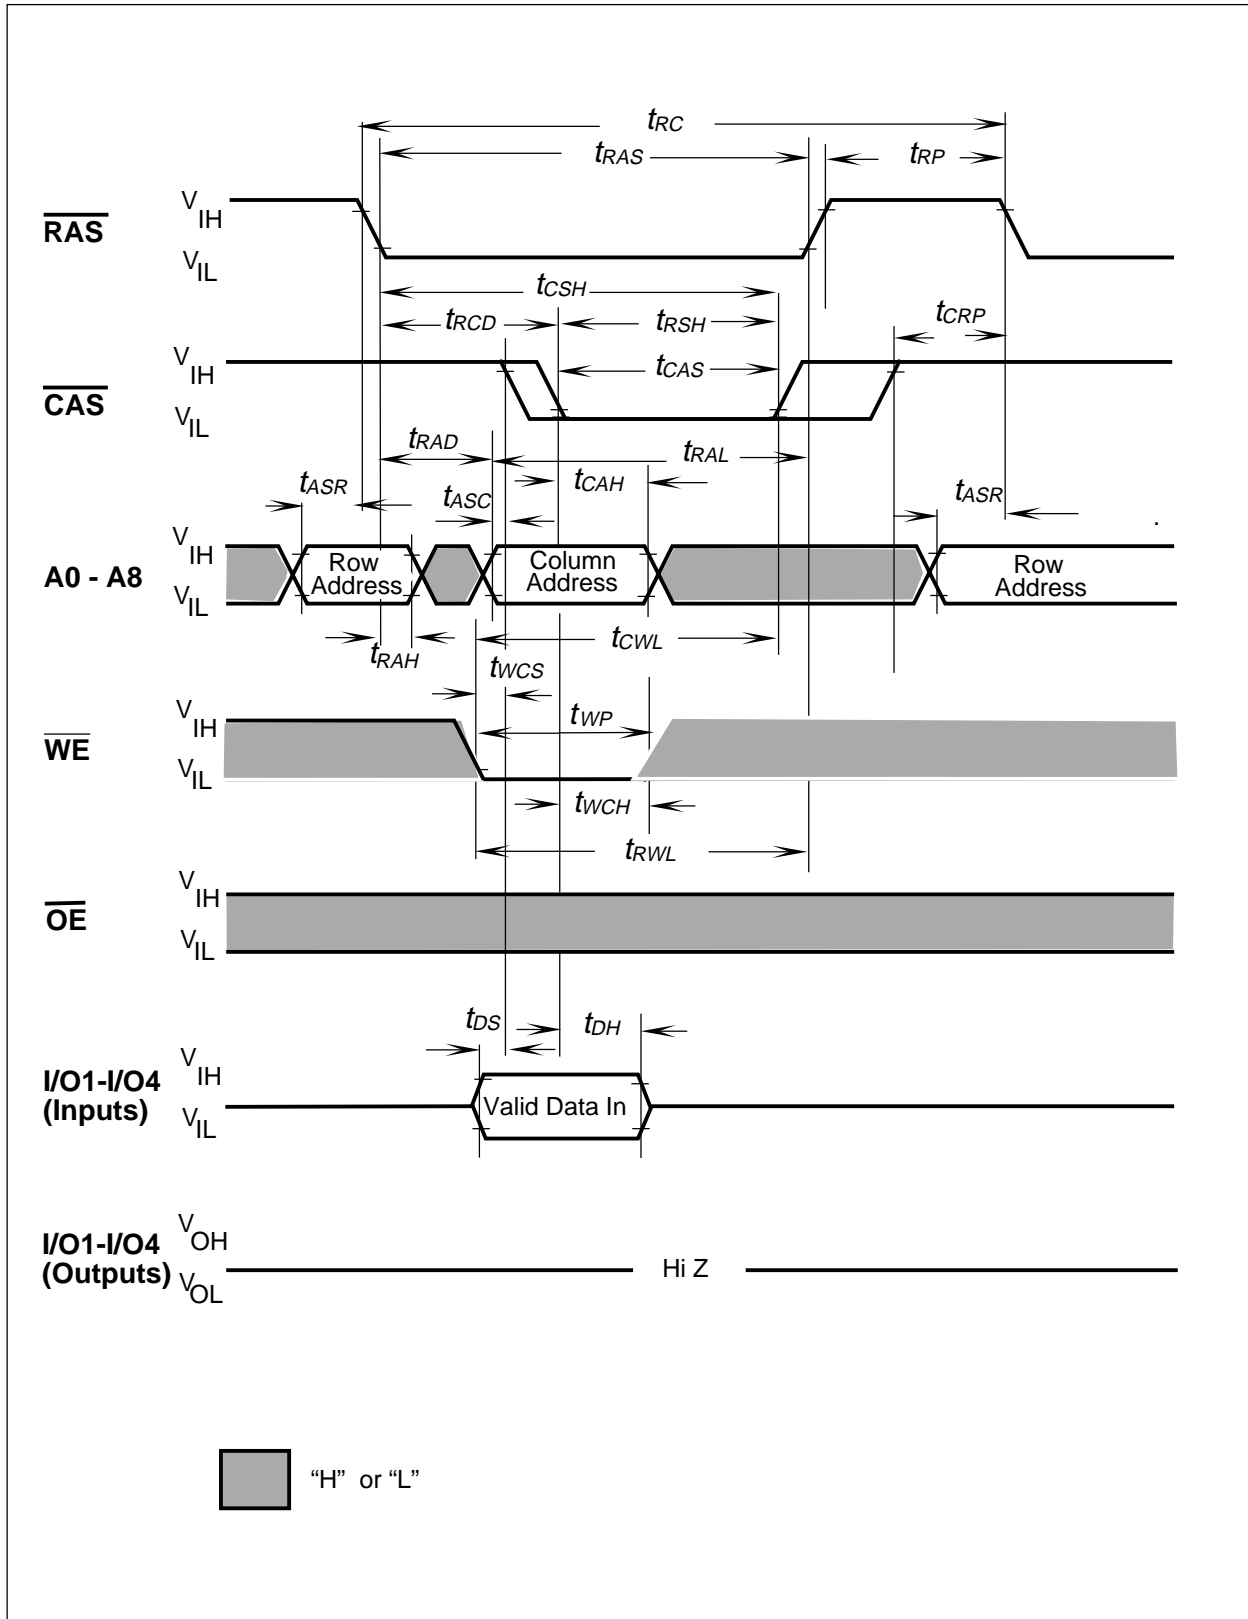 tRC
tRAS
tRP
RAS
VIH
VIL
tCSH
tRCD
tRSH
tCRP
CAS
VIH
tCAS
VIL
tRAD
tRAL
tASR
tASC
tCAH
tASR
A0 - A8
VIH
Row Address
Column Address
Row Address
VIL
tRAH
tCWL
tWCS
WE
VIH
tWP
VIL
tWCH
tRWL
OE
VIH
VIL
tDS
tDH
I/O1-I/O4
(Inputs)
VIH
Valid Data In
VIL
I/O1-I/O4
(Outputs)
VOH
Hi Z
VOL
“H” or “L”